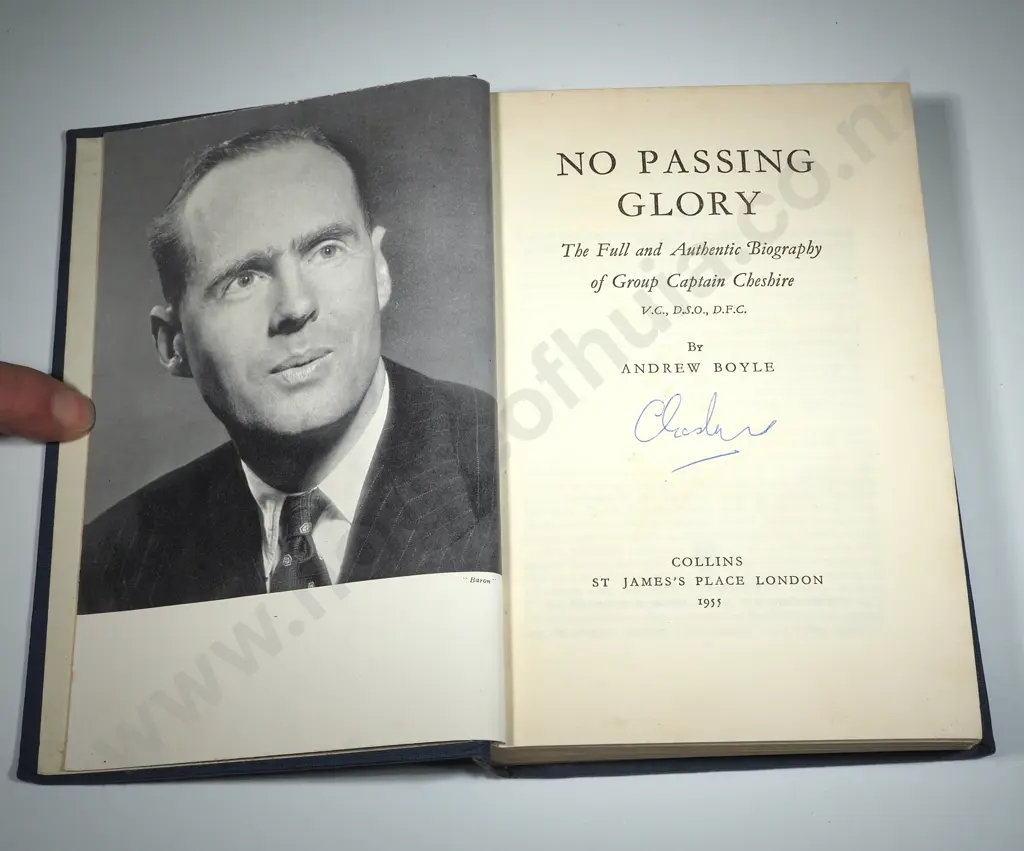 "Baron"
NO PASSING
GLORY
The Full and Authentic Biography
of Group Captain Cheshire
V.C., D.S.O., D.F.C.
By
ANDREW BOYLE
Cheshire
COLLINS
ST JAMES'S PLACE LONDON
1955